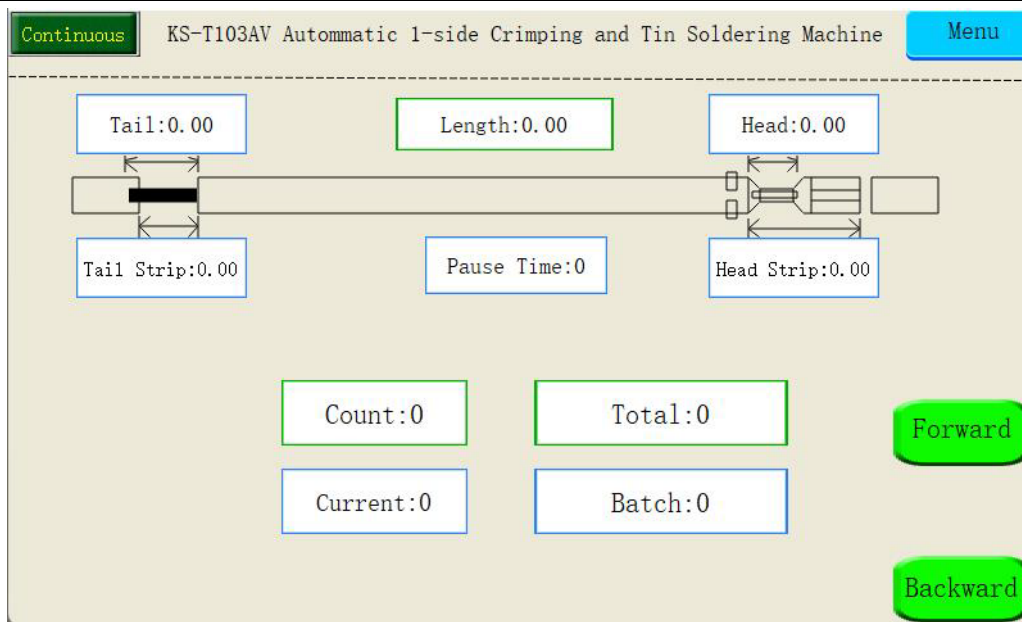 Continuous
KS-T103AV Autommatic 1-side Crimping and Tin Soldering Machine
Menu
Tail:0.00
Length:0.00
Head:0.00
Tail Strip:0.00
Pause Time:0
Head Strip:0.00
Count:0
Total:0
Forward
Current:0
Batch:0
Backward